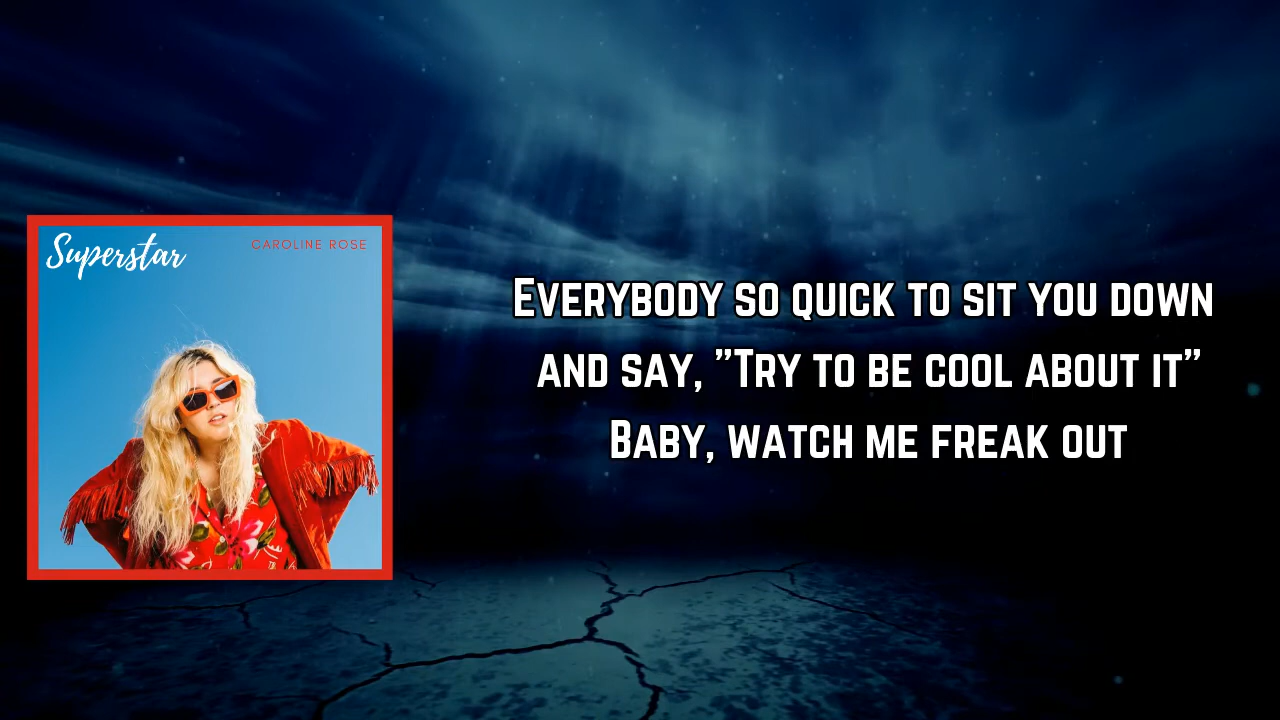 Superstar
CAROLINE ROSE
Everybody so quick to sit you down
and say, "Try to be cool about it"
Baby, watch me freak out